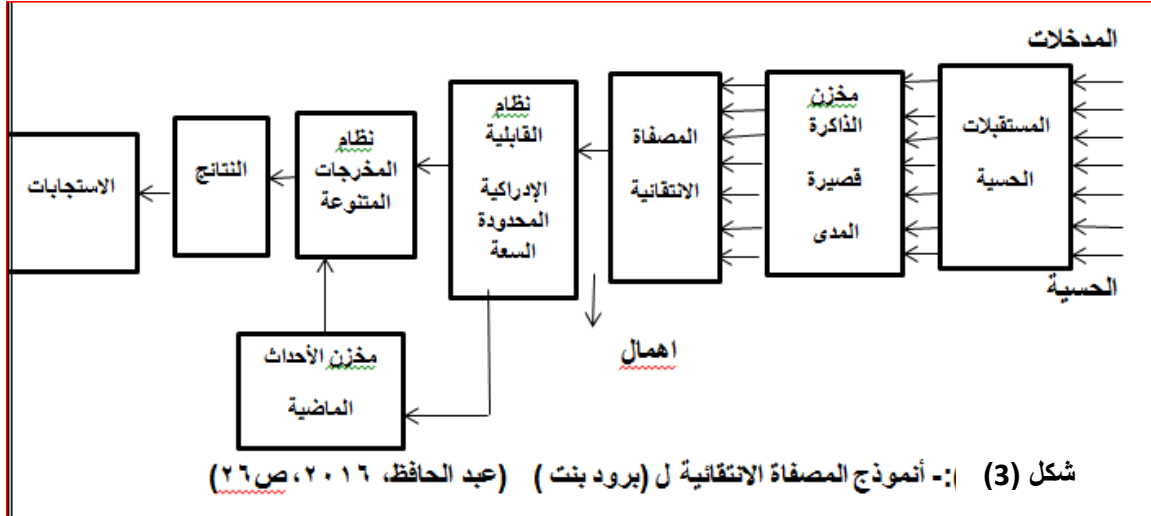 المدخلات
الحسية
المستقبلات
الحسية
مخزن
الذاكرة
قصيرة
المدى
المصفاة
الانتقائية
نظام
القابلية
الإدراكية
المحدودة
السعة
نظام
المخرجات
المتنوعة
النتائج
الاستجابات
اهمال
مخزن الأحداث
الماضية
شكل (3) ):- أنموذج المصفاة الانتقائية ل (برود بنت ) (عبد الحافظ، ٢٠١٦، ص٢٦)